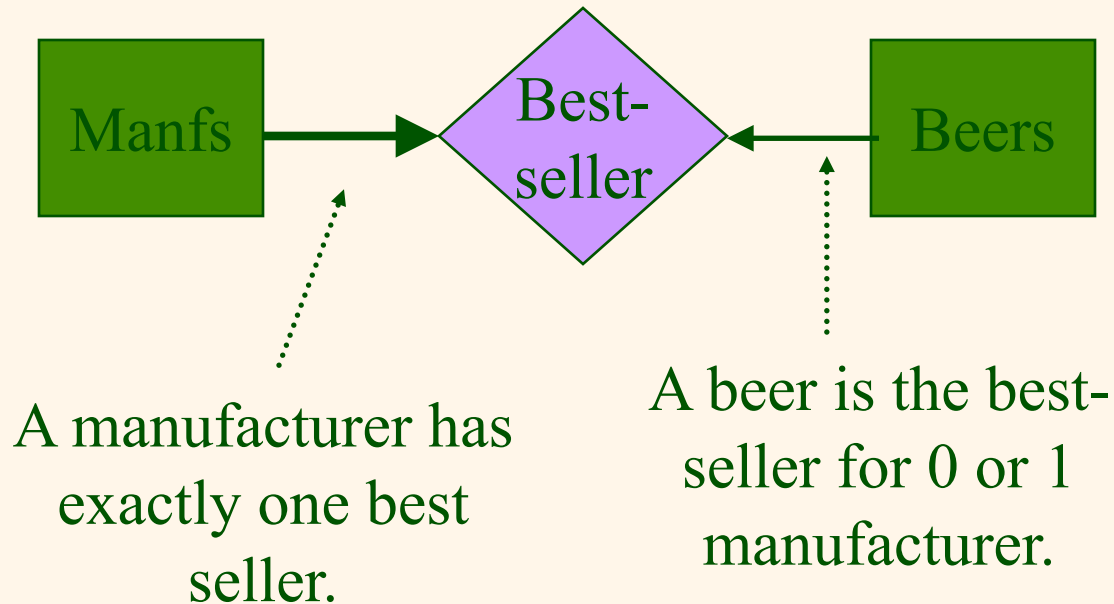 Manfs
Best-
seller
Beers
A manufacturer has
exactly one best
seller.
A beer is the best-
seller for 0 or 1
manufacturer.